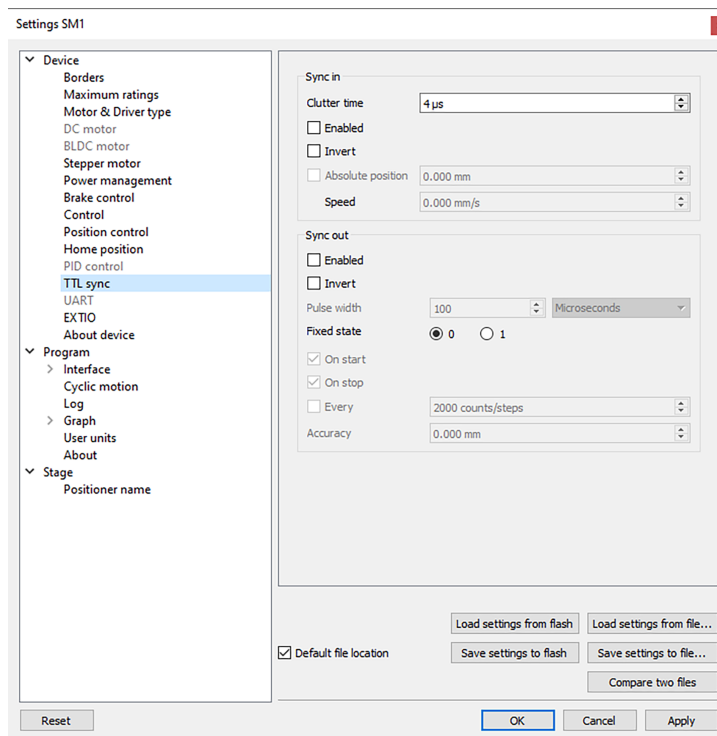 Settings SM1
Device
Borders
Maximum ratings
Motor & Driver type
DC motor
BLDC motor
Stepper motor
Power management
Brake control
Control
Position control
Home position
PID control
TTL sync
UART
EXTIO
About device
Program
Interface
Cyclic motion
Log
Graph
User units
About
Stage
Positioner name
Sync in
Clutter time 4 µs
Enabled
Invert
Absolute position 0.000 mm
Speed 0.000 mm/s
Sync out
Enabled
Invert
Pulse width 100 Microseconds
Fixed state 0 1
On start
On stop
Every 2000 counts/steps
Accuracy 0.000 mm
Load settings from flash Load settings from file...
Default file location Save settings to flash Save settings to file...
Compare two files
Reset OK Cancel Apply